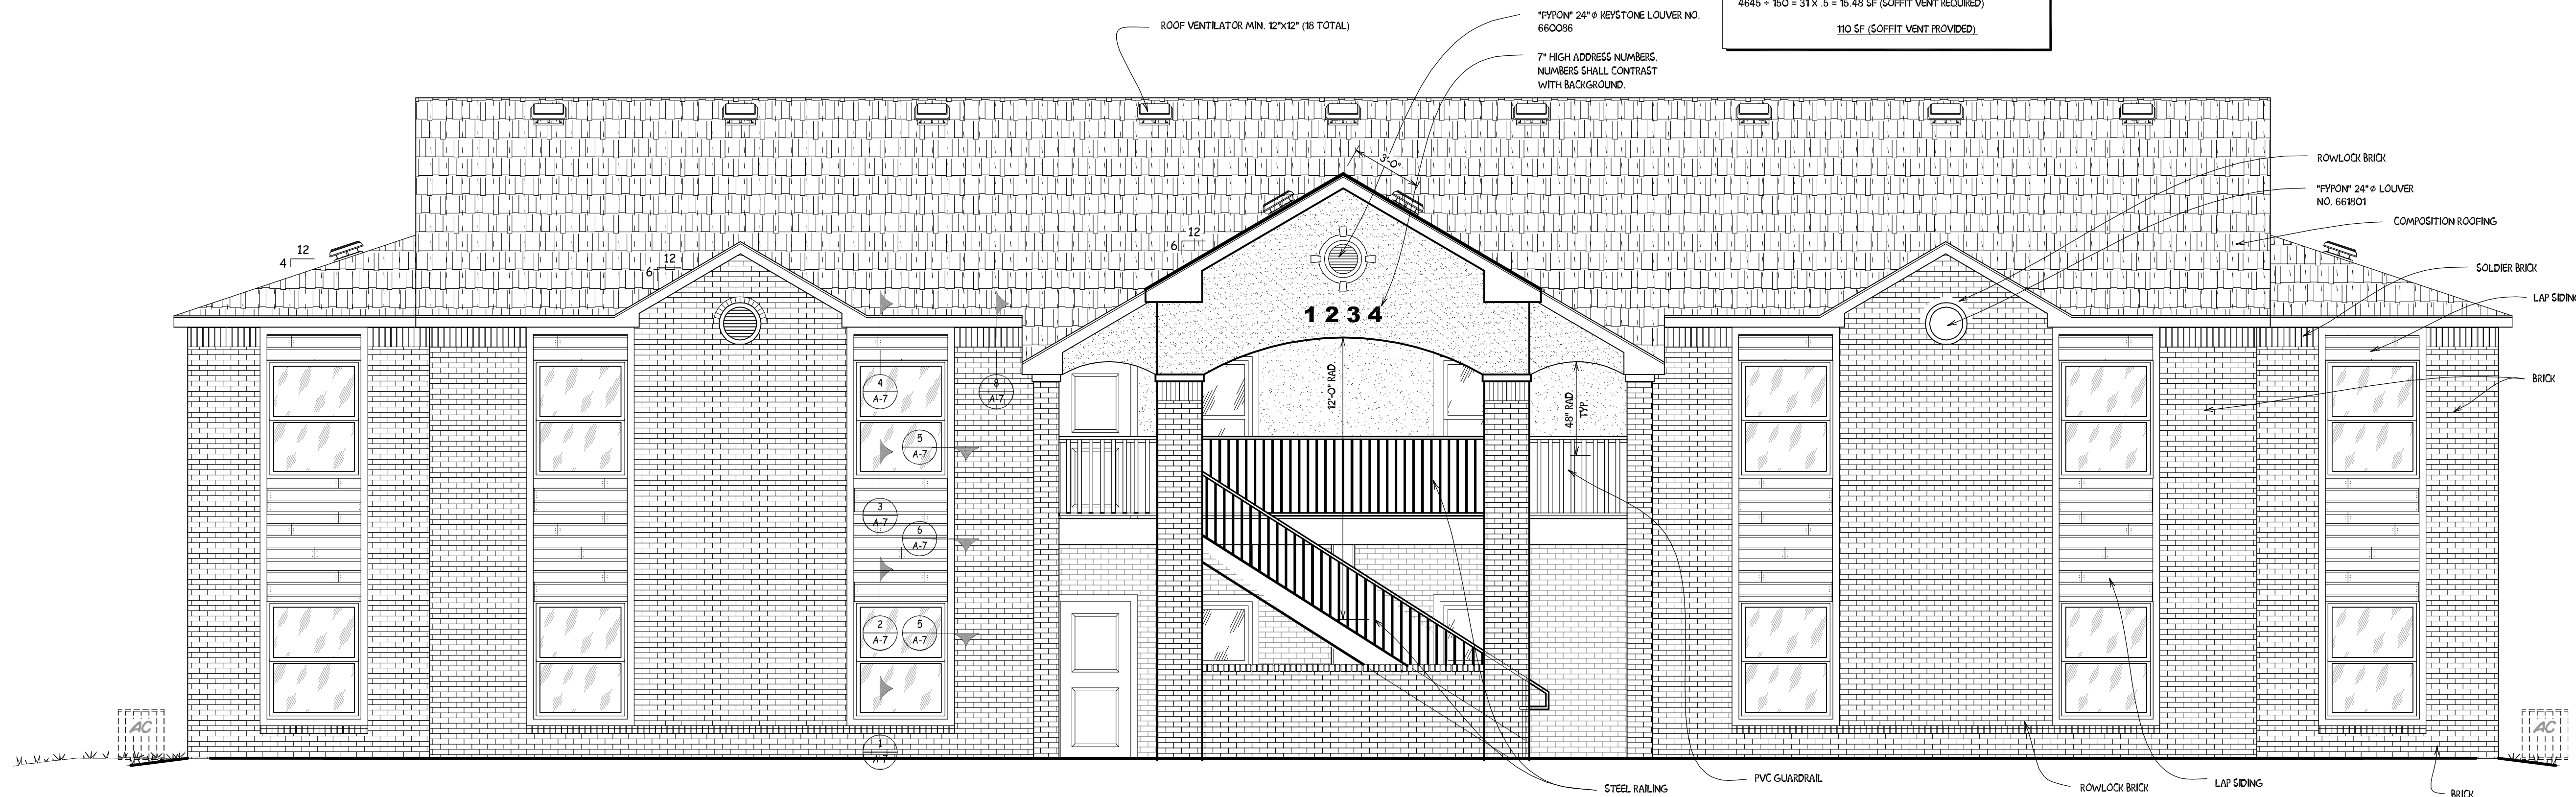 4645 ÷ 150 = 31 x .5 = 15.48 SF (SOFFIT VENT REQUIRED)
110 SF (SOFFIT VENT PROVIDED)
ROOF VENTILATOR MIN. 12"x12" (18 TOTAL)
"FYPON" 24"⌀ KEYSTONE LOUVER NO.
660086
7" HIGH ADDRESS NUMBERS.
NUMBERS SHALL CONTRAST
WITH BACKGROUND.
3'-0"
ROWLOCK BRICK
"FYPON" 24"⌀ LOUVER
NO. 661801
COMPOSITION ROOFING
SOLDIER BRICK
LAP SIDING
BRICK
12
4
12
6
12
6
1 2 3 4
12'-0" RAD.
48" RAD.
TYP.
4
A-7
8
A-7
5
A-7
3
A-7
6
A-7
2
A-7
5
A-7
1
A-7
AC
AC
STEEL RAILING
PVC GUARDRAIL
ROWLOCK BRICK
LAP SIDING
BRICK